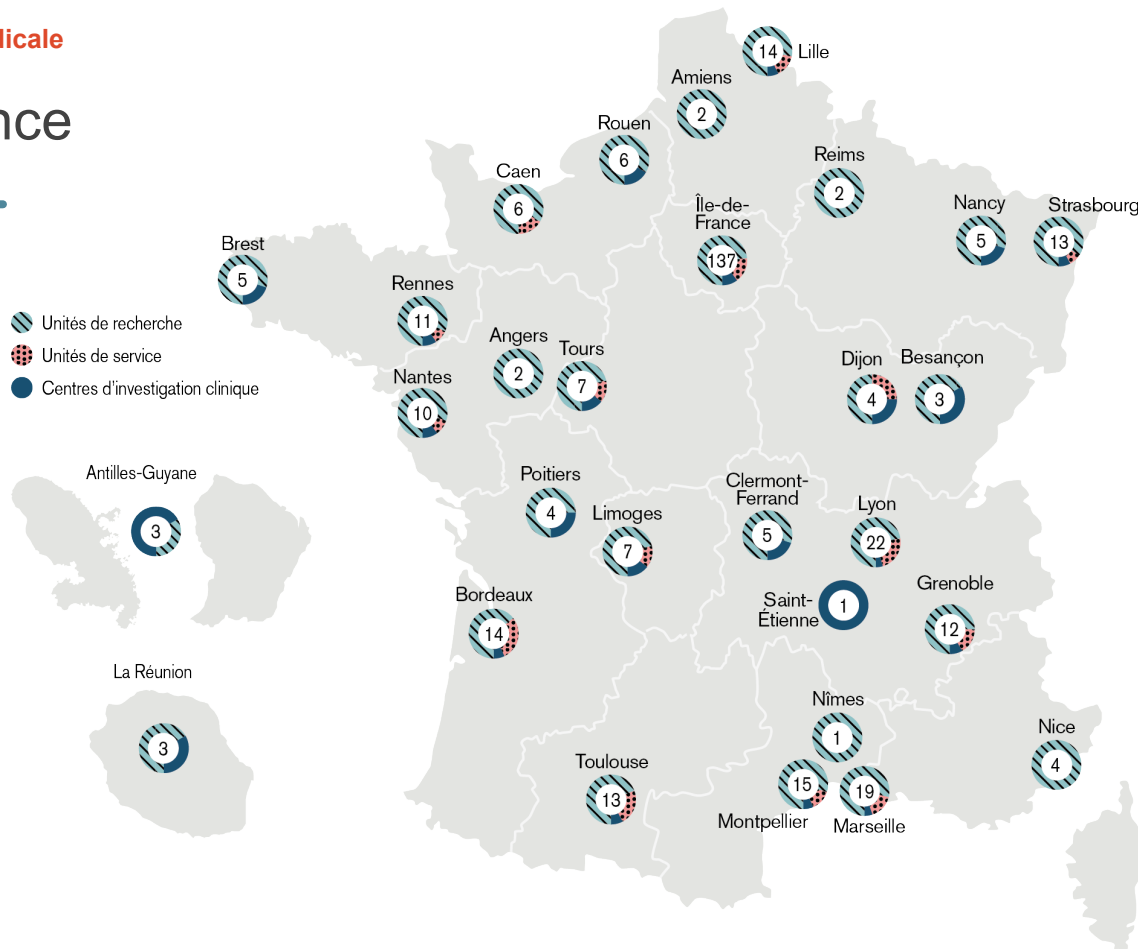 licale
nce
14 Lille
Amiens
2
Rouen
6
Reims
2
Caen
6
Île-de-
France
137
Nancy
5
Strasbourg
13
Brest
5
Rennes
11
Unités de recherche
Unités de service
Centres d'investigation clinique
Angers
2
Tours
7
Nantes
10
Dijon
4
Besançon
3
Antilles-Guyane
3
Poitiers
4
Limoges
7
Clermont-
Ferrand
5
Lyon
22
Saint-
Étienne
1
Grenoble
12
Bordeaux
14
La Réunion
3
Nîmes
1
Nice
4
Toulouse
13
15
Montpellier
19
Marseille